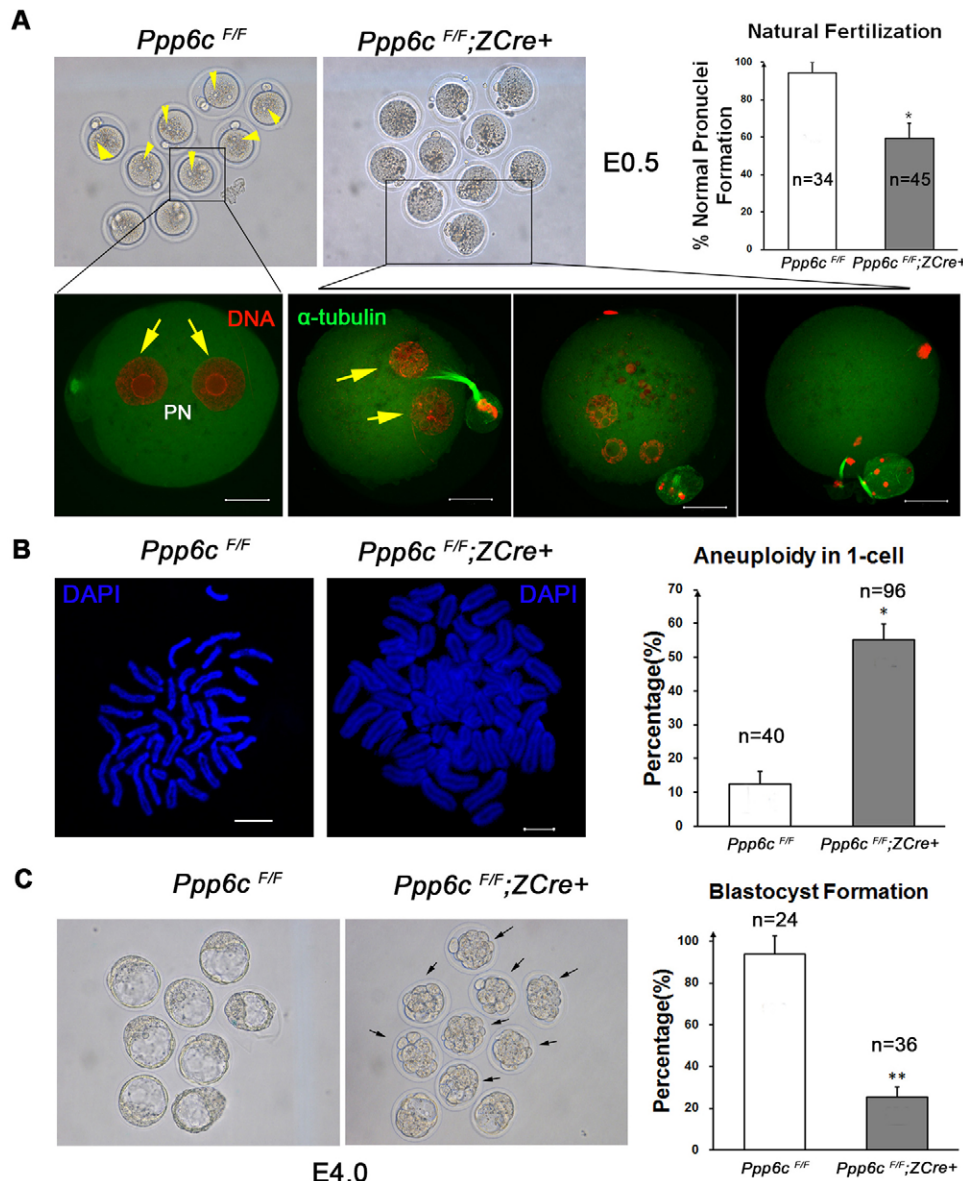 A
Ppp6c F/F
Ppp6c F/F;ZCre+
E0.5
Natural Fertilization
% Normal Pronuclei
Formation
100
80
60
40
20
0
*
n=34
n=45
Ppp6c F/F
Ppp6c F/F;ZCre+
DNA
PN
α-tubulin
B
Ppp6c F/F
Ppp6c F/F;ZCre+
DAPI
DAPI
Aneuploidy in 1-cell
Percentage(%)
70
60
50
40
30
20
10
0
n=40
n=96
*
Ppp6c F/F
Ppp6c F/F;ZCre+
C
Ppp6c F/F
Ppp6c F/F;ZCre+
E4.0
Blastocyst Formation
Percentage(%)
100
80
60
40
20
0
n=24
n=36
**
Ppp6c F/F
Ppp6c F/F;ZCre+